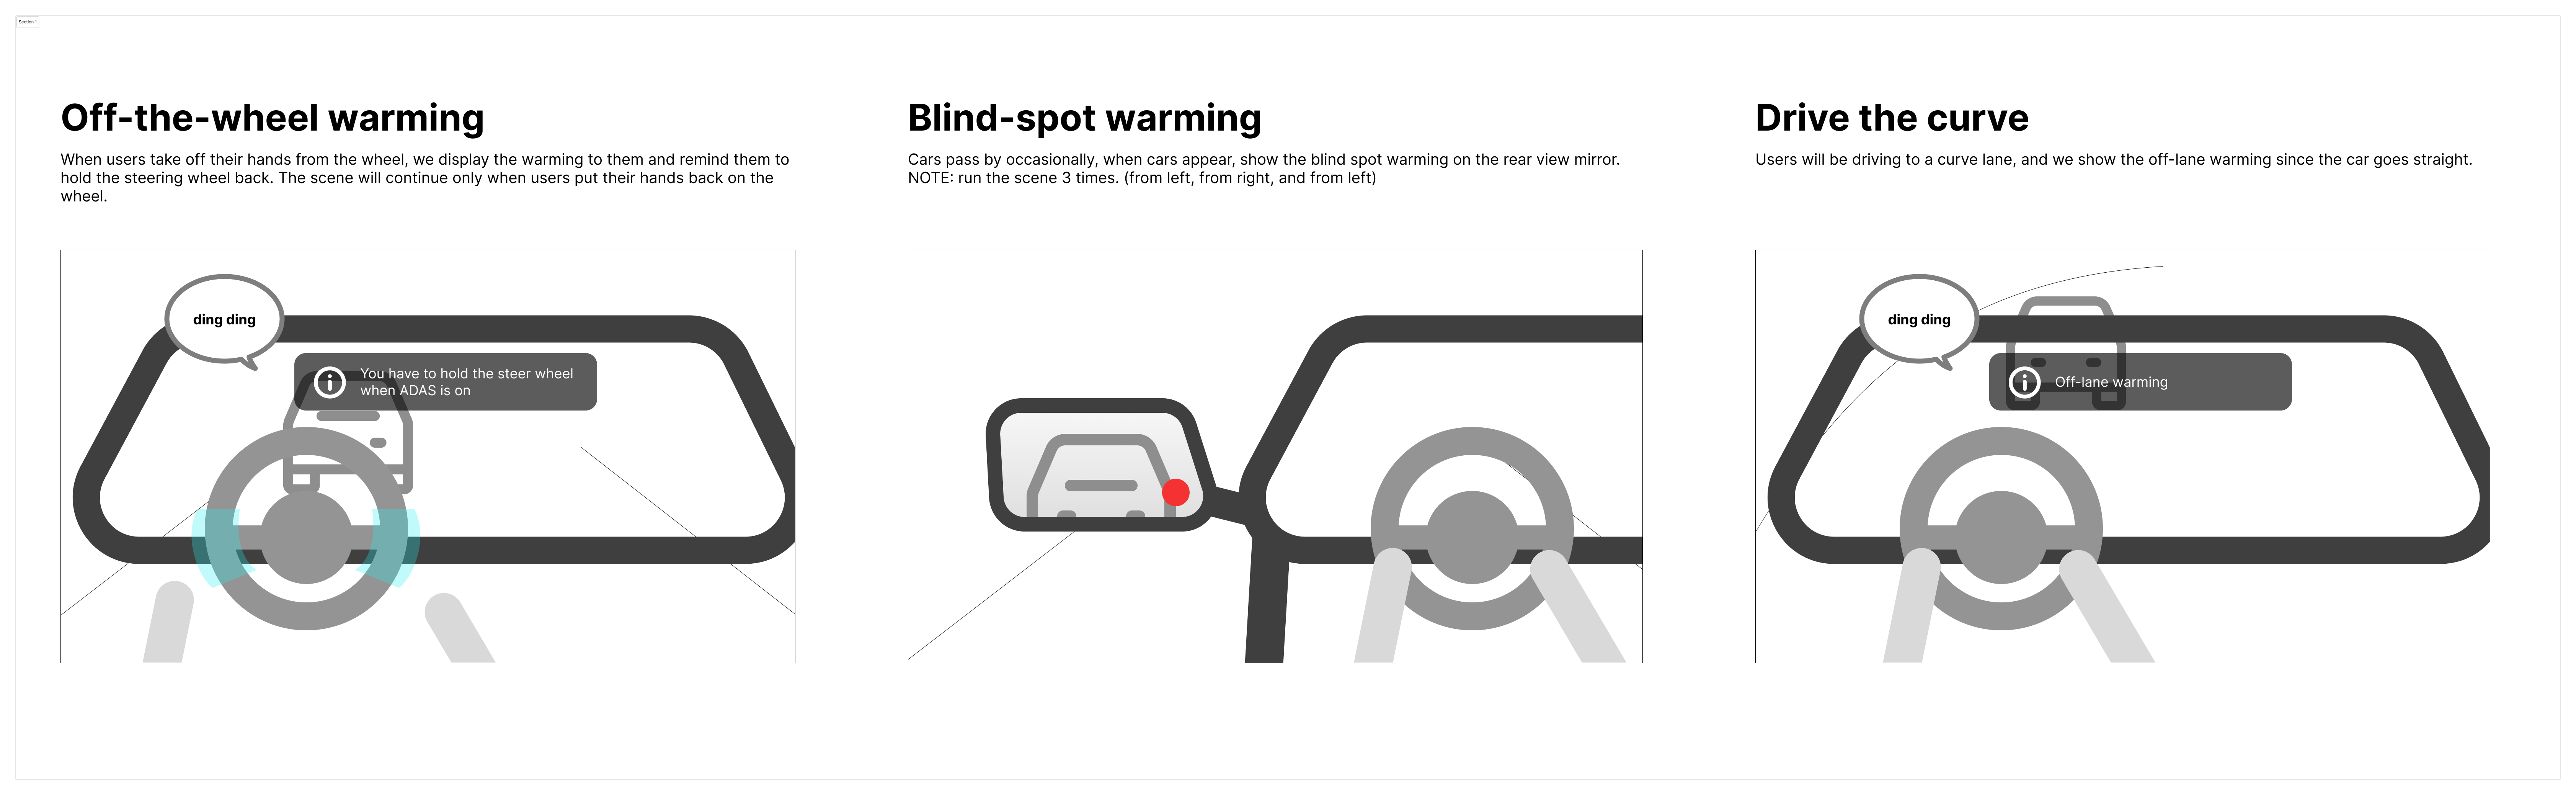 Section 1
Off-the-wheel warming
When users take off their hands from the wheel, we display the warming to them and remind them to
hold the steering wheel back. The scene will continue only when users put their hands back on the
wheel.
ding ding
You have to hold the steer wheel
when ADAS is on
Blind-spot warming
Cars pass by occasionally, when cars appear, show the blind spot warming on the rear view mirror.
NOTE: run the scene 3 times. (from left, from right, and from left)
Drive the curve
Users will be driving to a curve lane, and we show the off-lane warming since the car goes straight.
ding ding
Off-lane warming